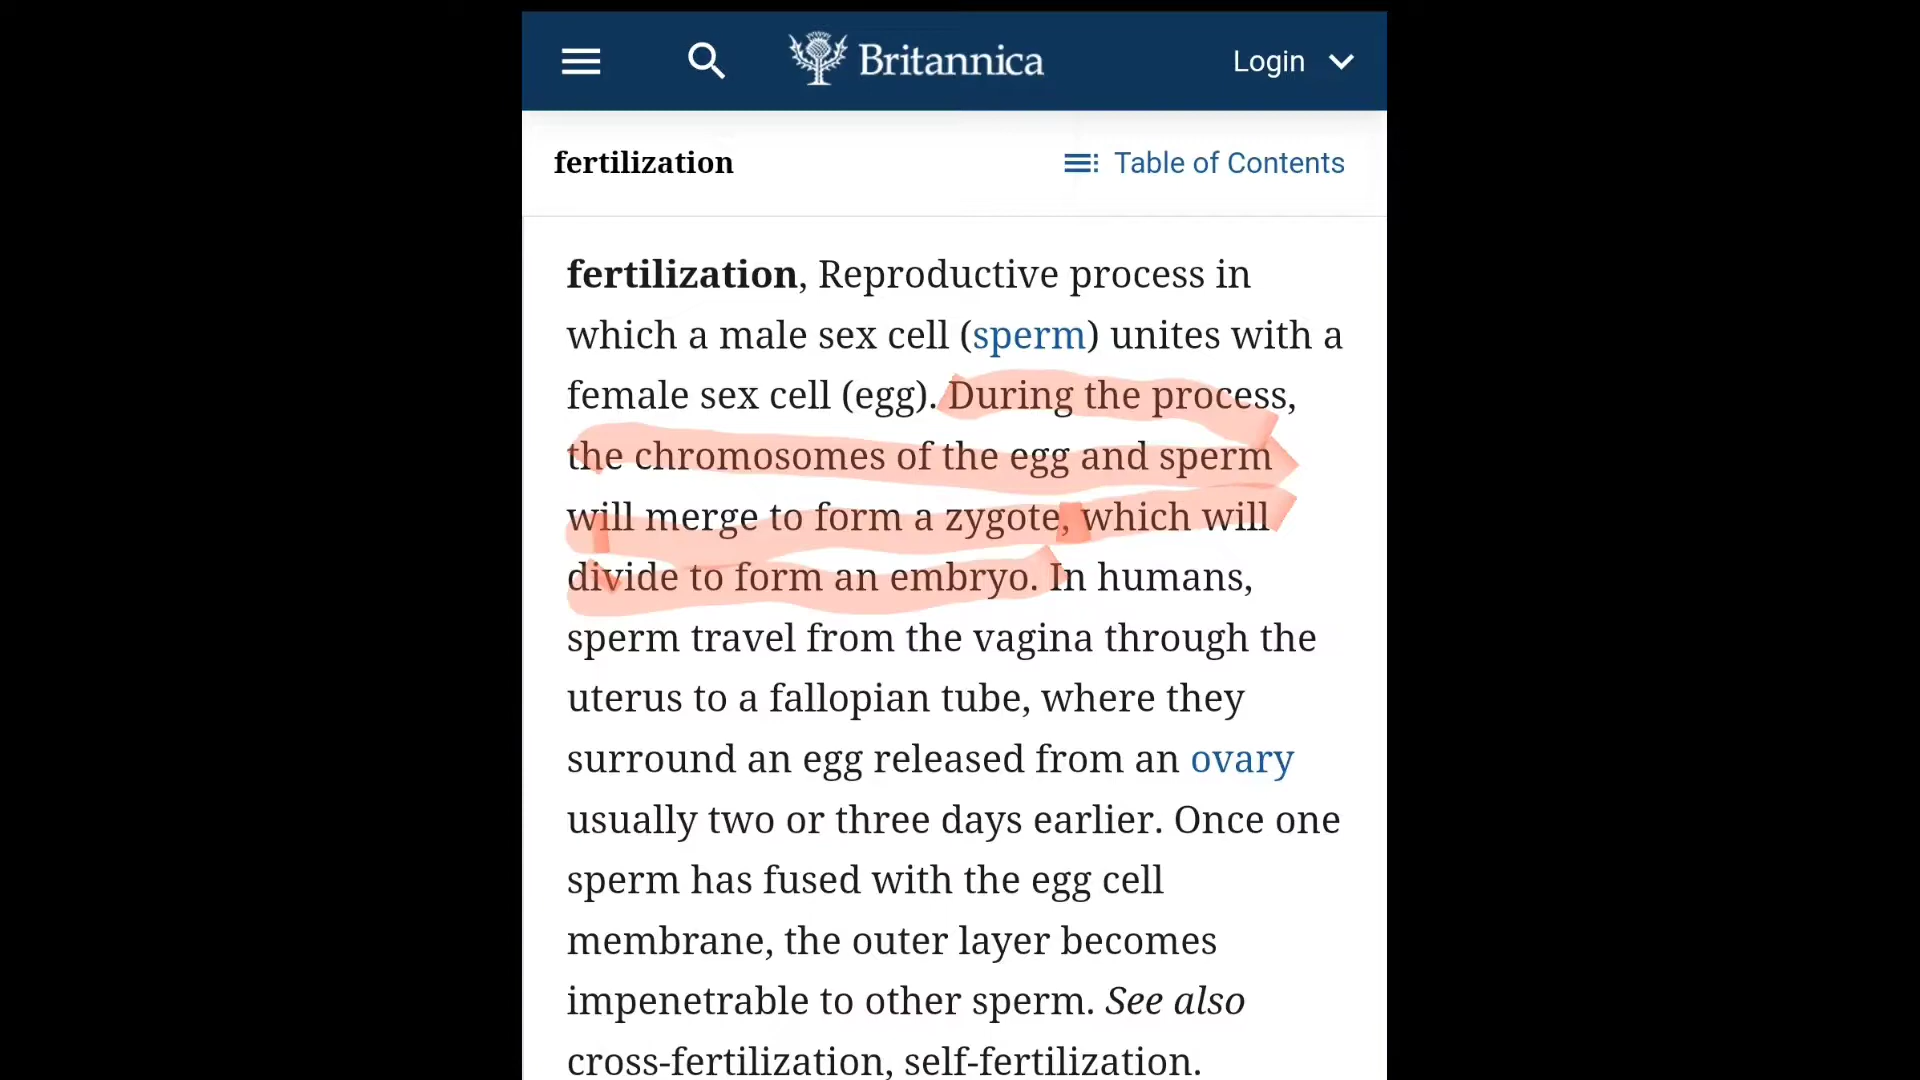 Britannica
Login
fertilization
Table of Contents
fertilization, Reproductive process in
which a male sex cell (sperm) unites with a
female sex cell (egg). During the process,
the chromosomes of the egg and sperm
will merge to form a zygote, which will
divide to form an embryo. In humans,
sperm travel from the vagina through the
uterus to a fallopian tube, where they
surround an egg released from an ovary
usually two or three days earlier. Once one
sperm has fused with the egg cell
membrane, the outer layer becomes
impenetrable to other sperm. See also
cross-fertilization, self-fertilization.